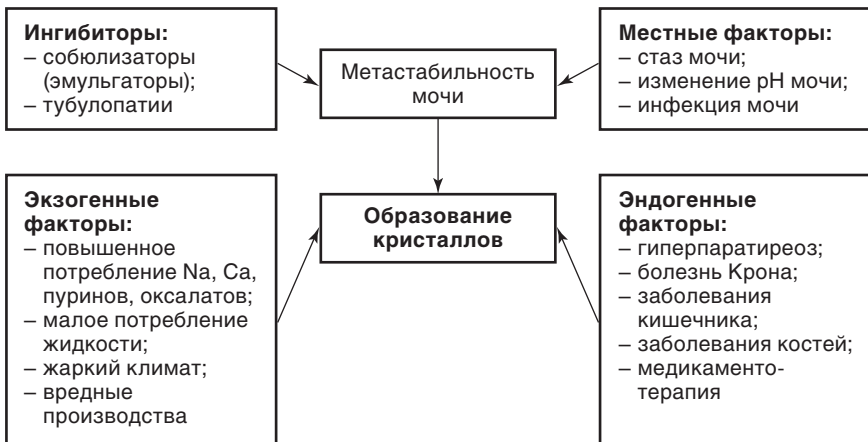 Ингибиторы:
– собюлизаторы
(эмульгаторы);
– тубулопатии
Метастабильность
мочи
Местные факторы:
– стаз мочи;
– изменение pH мочи;
– инфекция мочи
Экзогенные
факторы:
– повышенное
потребление Na, Ca,
пуринов, оксалатов;
– малое потребление
жидкости;
– жаркий климат;
– вредные
производства
Образование
кристаллов
Эндогенные
факторы:
– гиперпаратиреоз;
– болезнь Крона;
– заболевания
кишечника;
– заболевания костей;
– медикаменто-
терапия